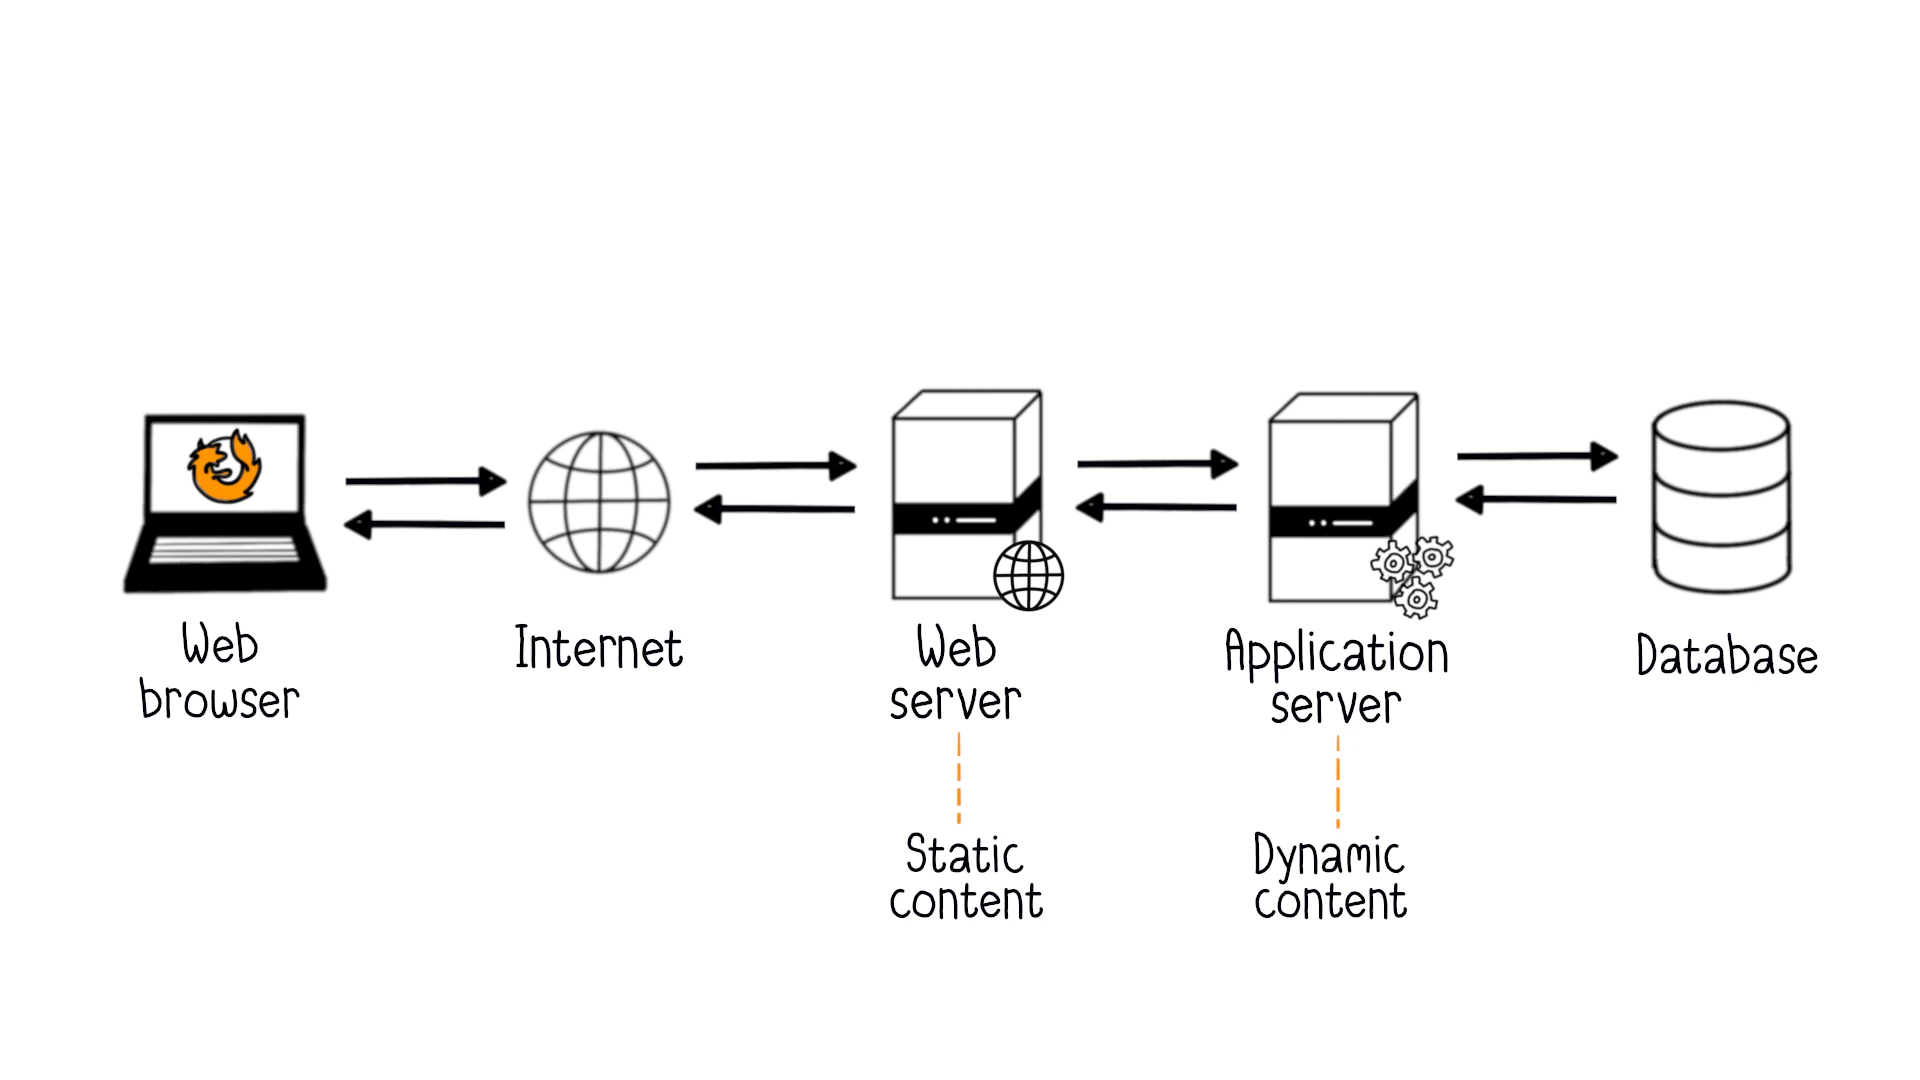 Web
browser
Internet
Web
server
Application
server
Database
Static
content
Dynamic
content